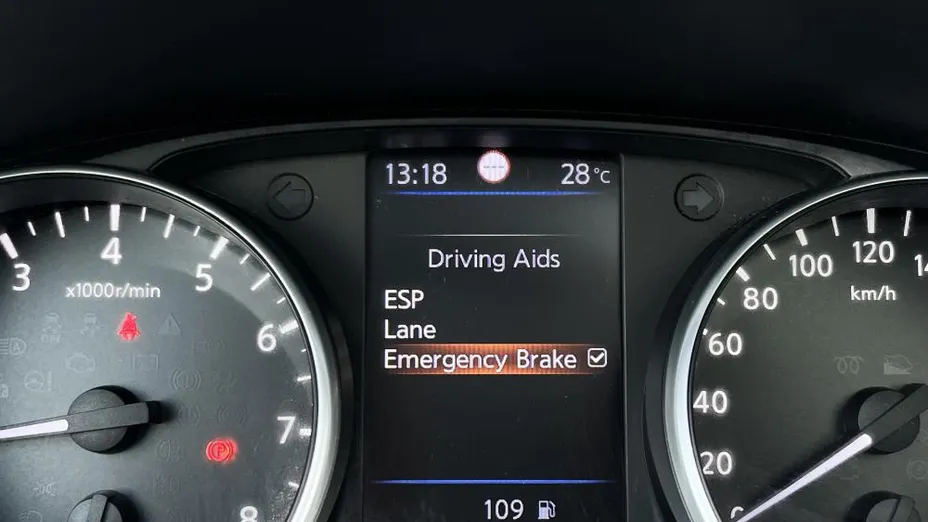 13:18 28°C
Driving Aids
ESP
Lane
Emergency Brake
109
3 4 5 6 7 8
x1000r/min
P
0 20 40 60 80 100 120
km/h